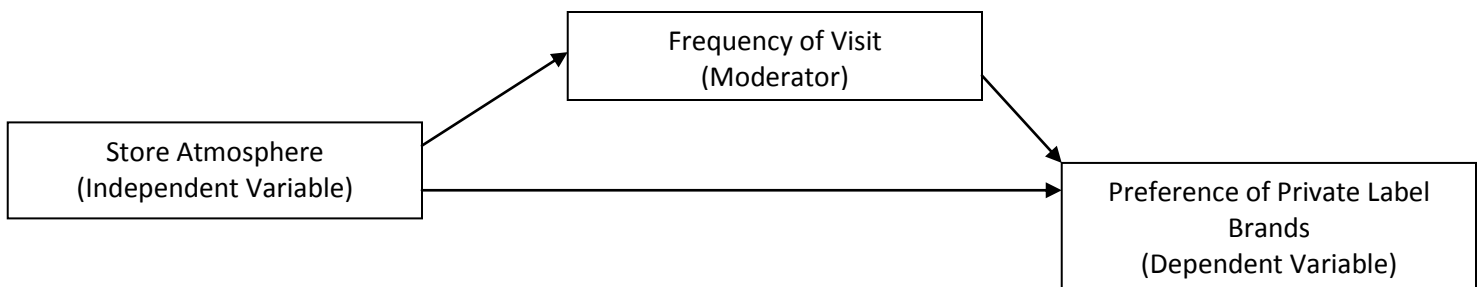 Frequency of Visit
(Moderator)
Store Atmosphere
(Independent Variable)
Preference of Private Label
Brands
(Dependent Variable)